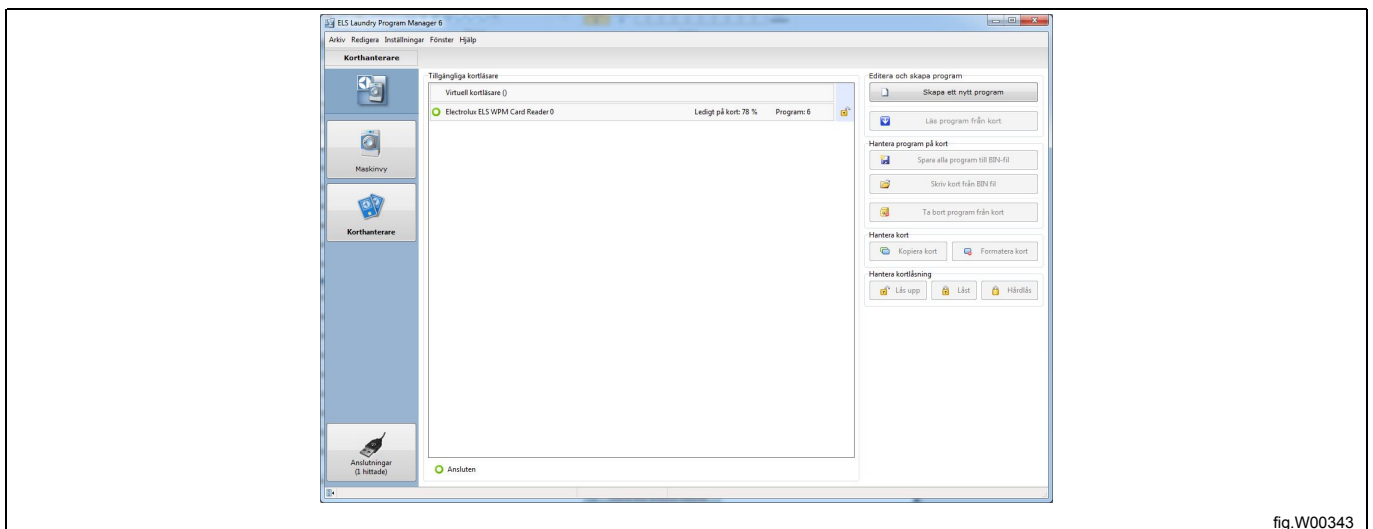 ELS Laundry Program Manager 6
Arkiv Redigera Inställningar Fönster Hjälp
Korthanterare
Maskinvy
Korthanterare
Anslutningar
(1 hittade)
Tillgängliga kortläsare
Virtuell kortläsare ()
Electrolux ELS WPM Card Reader 0 Ledigt på kort: 78 % Program: 6
Ansluten
Editera och skapa program
Skapa ett nytt program
Läs program från kort
Hantera program på kort
Spara alla program till BIN-fil
Skriv kort från BIN fil
Ta bort program från kort
Hantera kort
Kopiera kort Formatera kort
Hantera kortlåsning
Lås upp Låst Hårdlås
fig.W00343